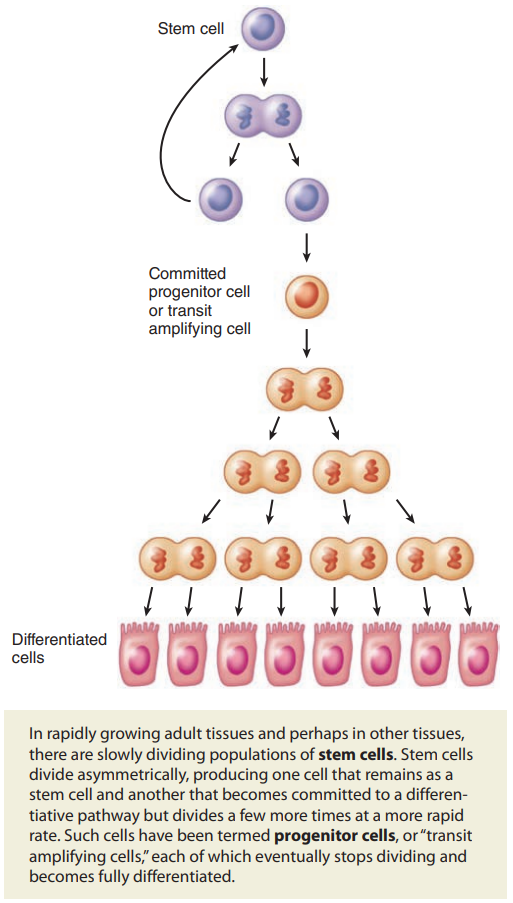 Stem cell
Committed
progenitor cell
or transit
amplifying cell
Differentiated
cells
In rapidly growing adult tissues and perhaps in other tissues,
there are slowly dividing populations of stem cells. Stem cells
divide asymmetrically, producing one cell that remains as a
stem cell and another that becomes committed to a differen-
tiative pathway but divides a few more times at a more rapid
rate. Such cells have been termed progenitor cells, or “transit
amplifying cells,” each of which eventually stops dividing and
becomes fully differentiated.